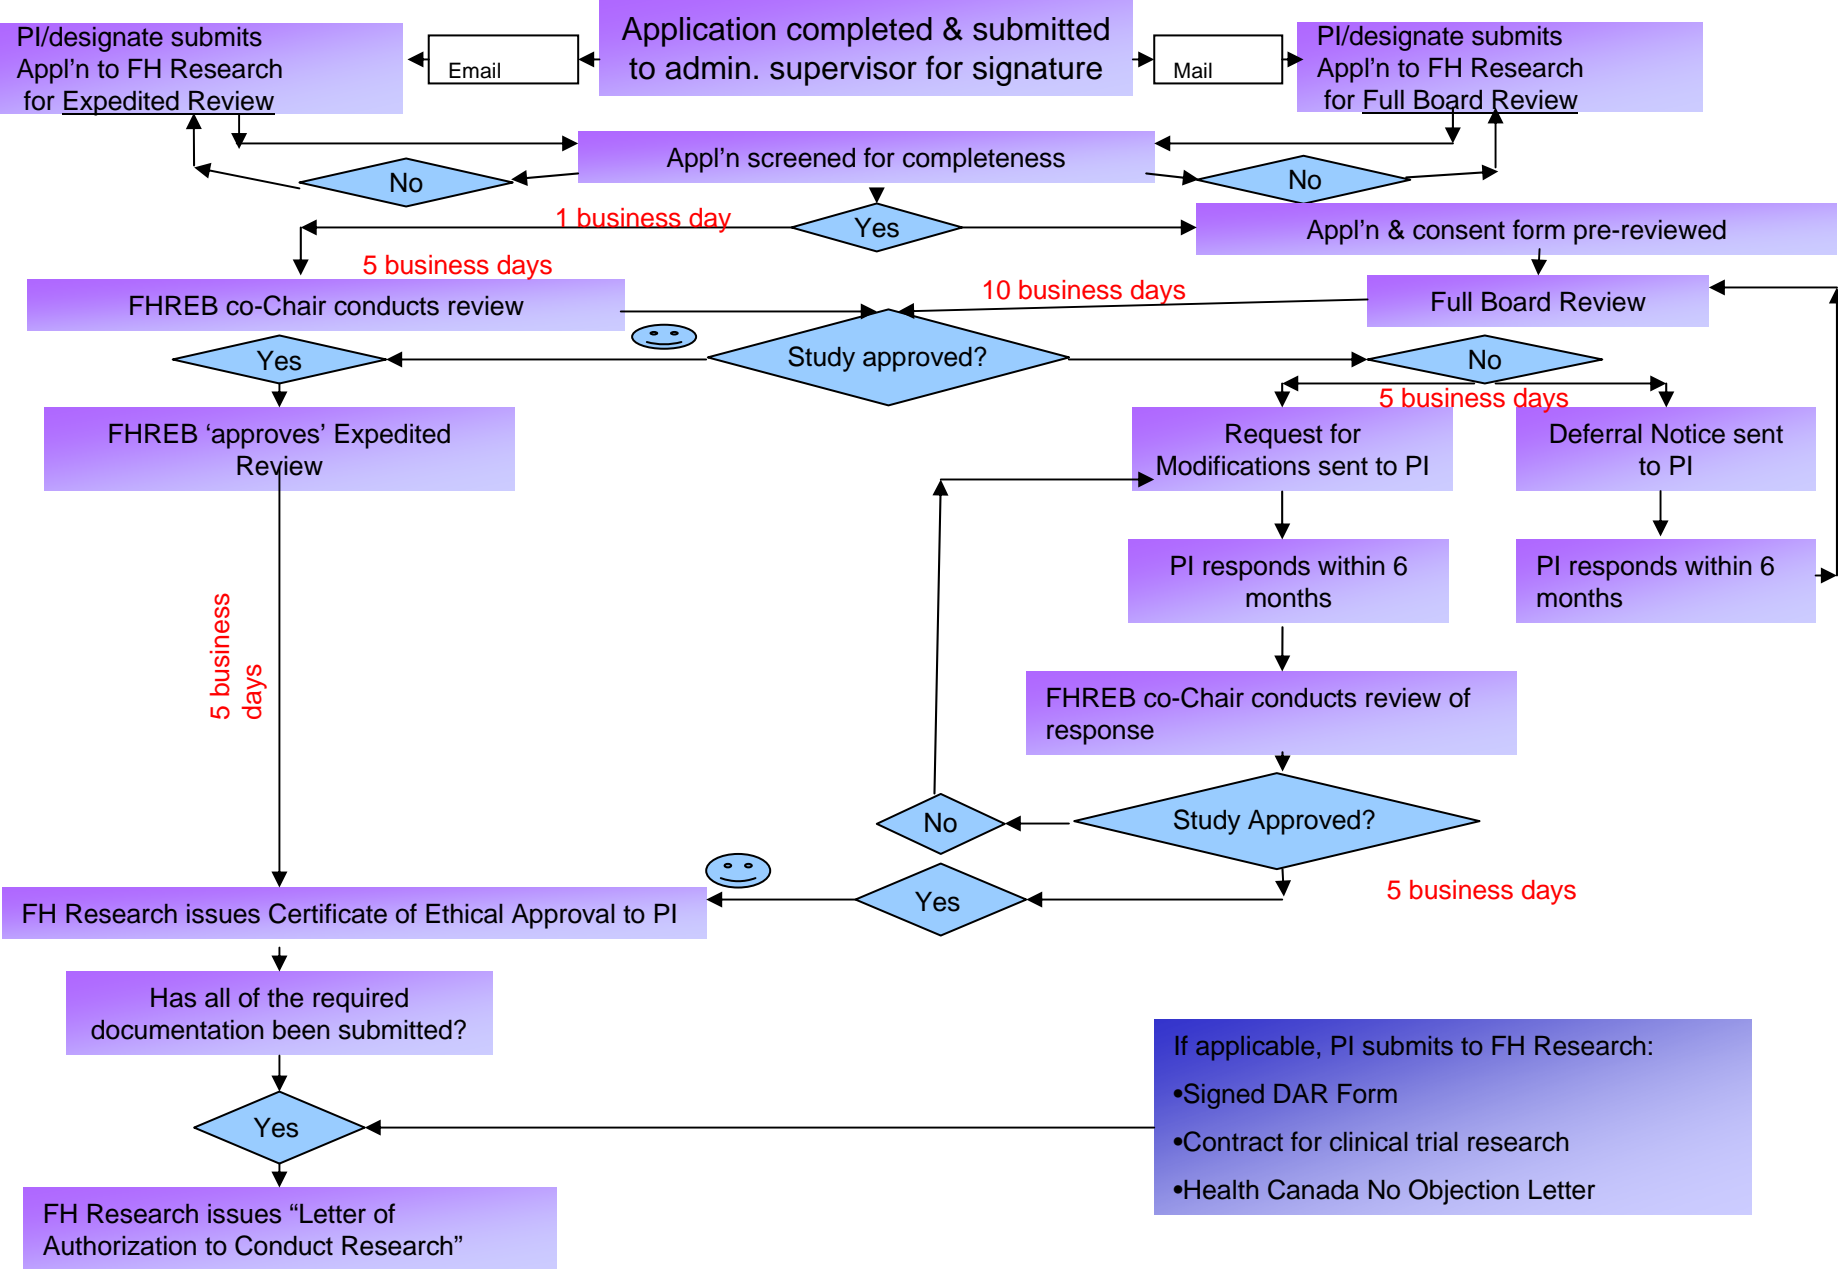 PI/designate submits
Appl'n to FH Research
for Expedited Review
Email
Application completed & submitted
to admin. supervisor for signature
Mail
PI/designate submits
Appl'n to FH Research
for Full Board Review
Appl'n screened for completeness
No
No
1 business day
Yes
Appl'n & consent form pre-reviewed
5 business days
FHREB co-Chair conducts review
10 business days
Full Board Review
Yes
Study approved?
No
5 business days
FHREB ‘approves’ Expedited
Review
Request for
Modifications sent to PI
Deferral Notice sent
to PI
PI responds within 6
months
PI responds within 6
months
5 business
days
FHREB co-Chair conducts review of
response
No
Study Approved?
Yes
5 business days
FH Research issues Certificate of Ethical Approval to PI
Has all of the required
documentation been submitted?
Yes
If applicable, PI submits to FH Research:
•Signed DAR Form
•Contract for clinical trial research
•Health Canada No Objection Letter
FH Research issues “Letter of
Authorization to Conduct Research”